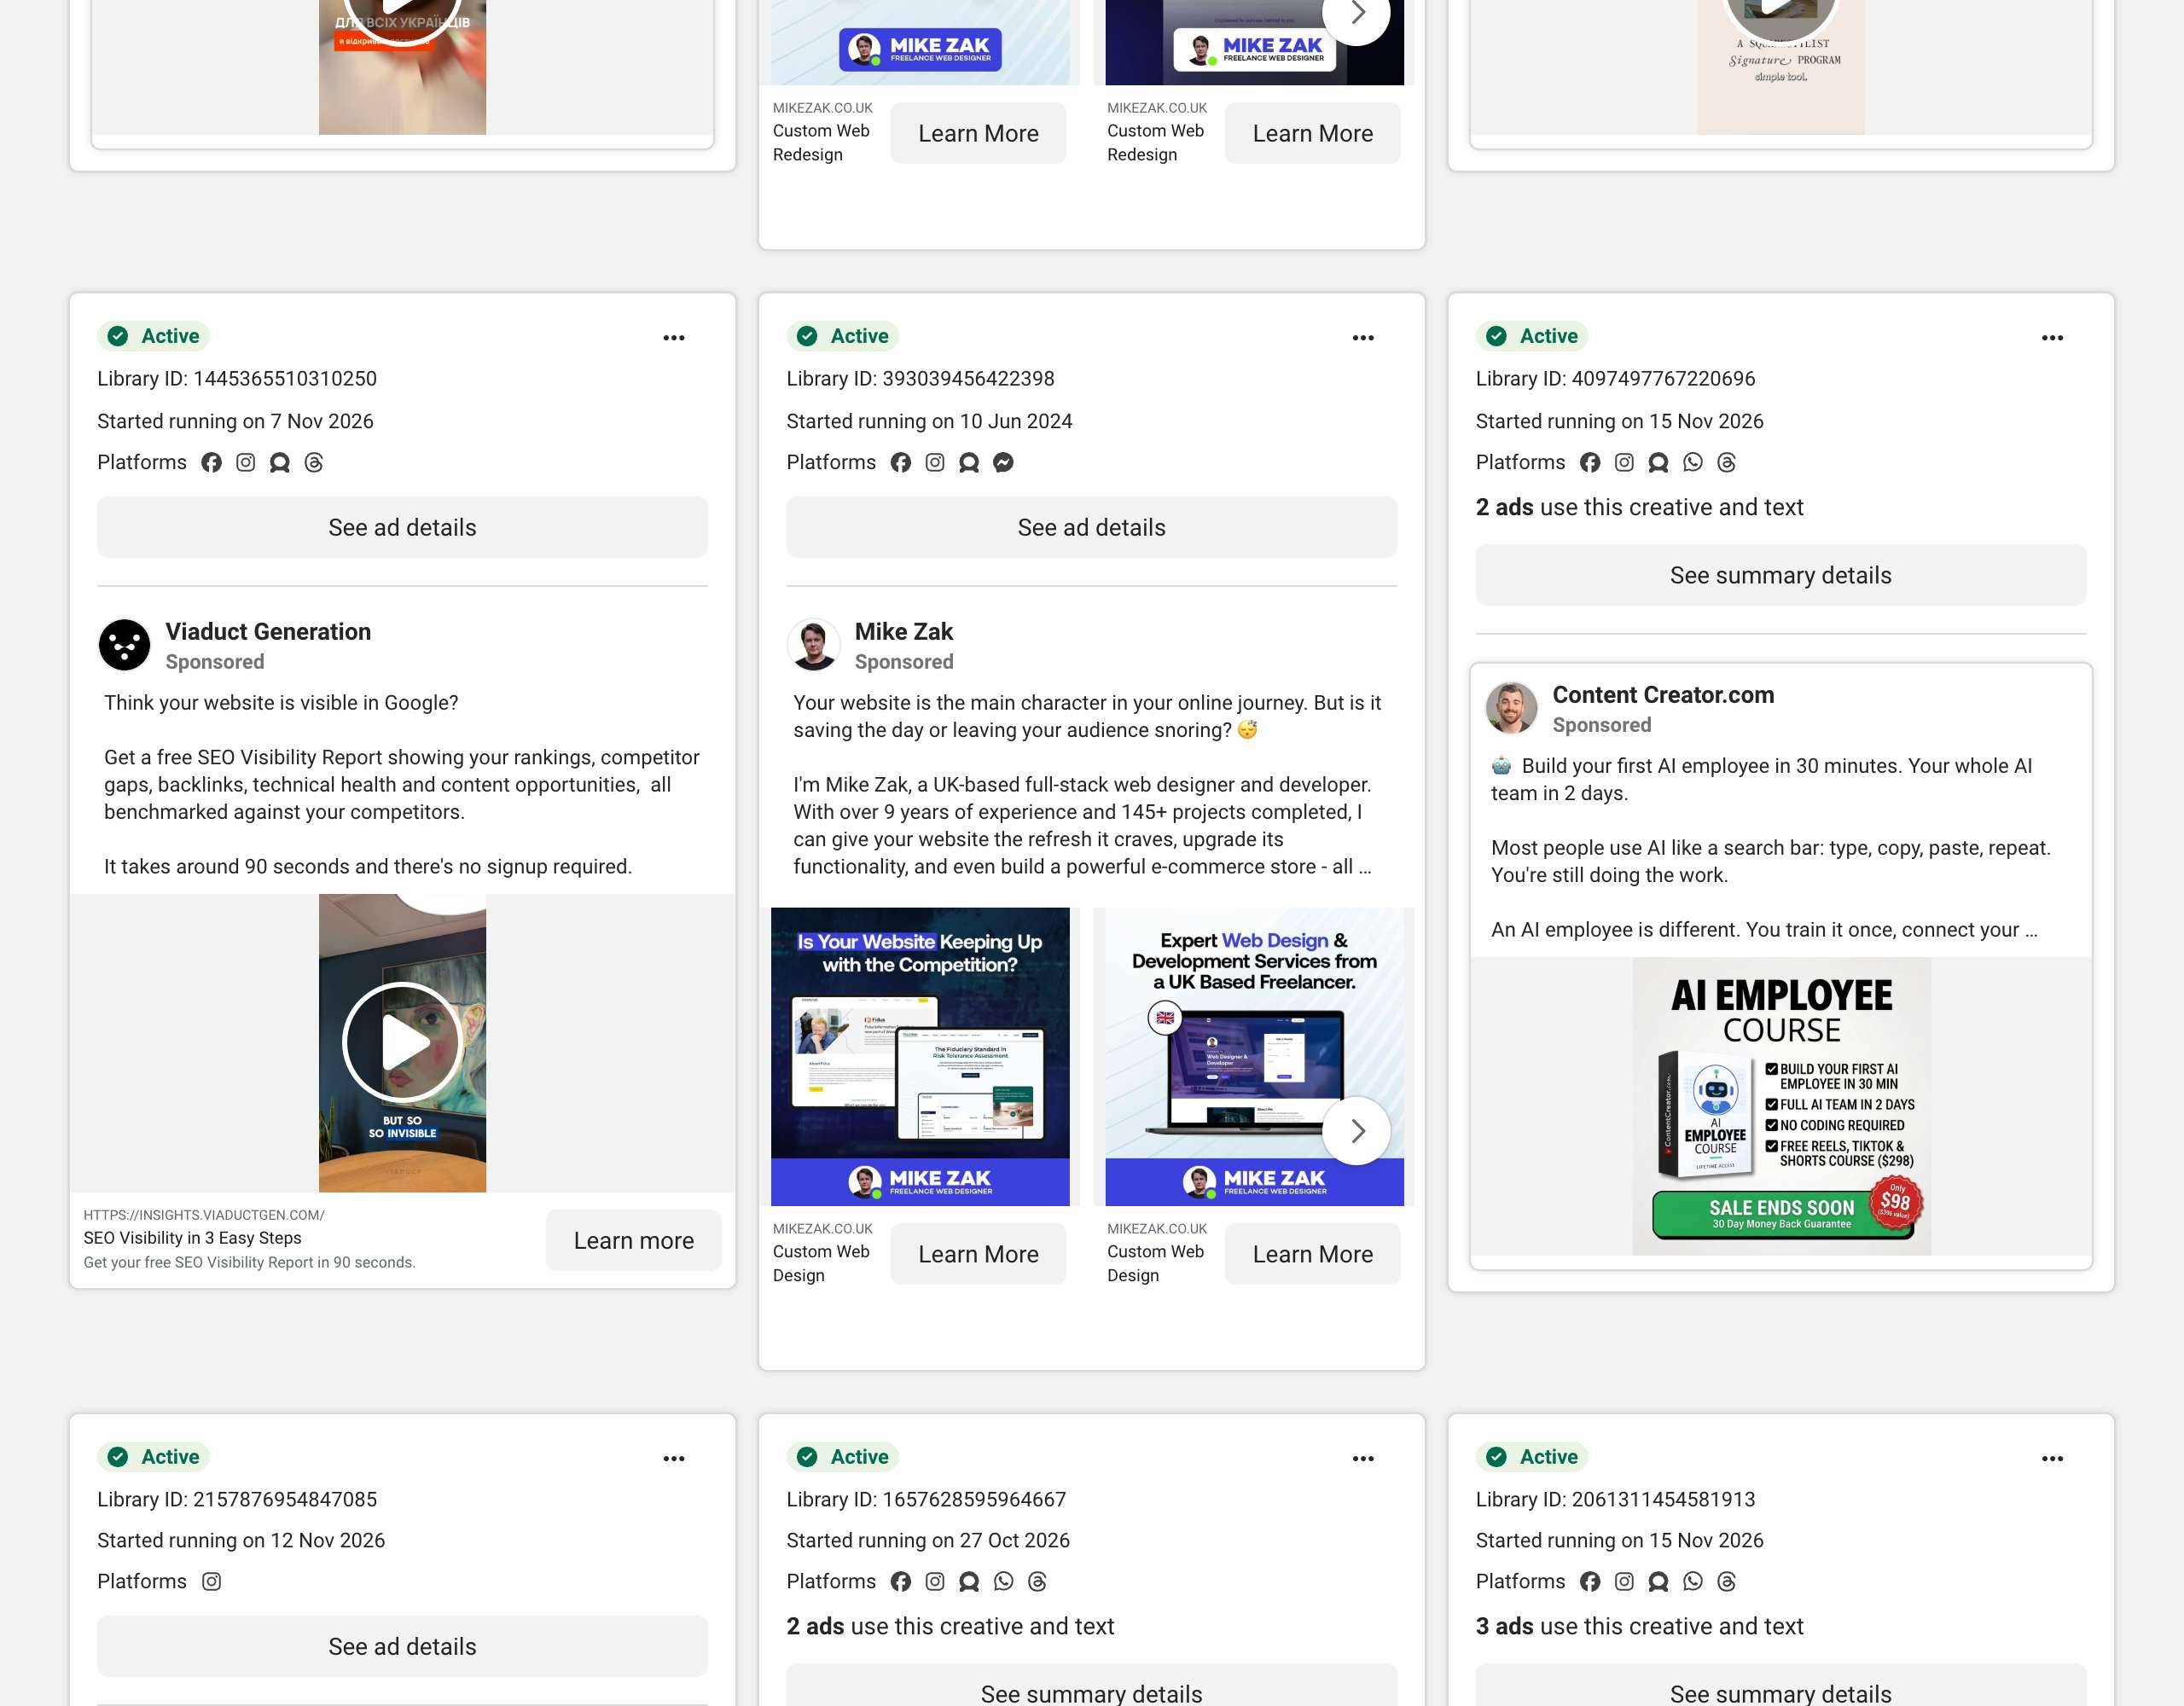 ДЛЯ ВСІХ УКРАЇНЦІВ
MIKE ZAK
FREELANCE WEB DESIGNER
MIKEZAK.CO.UK
Custom Web
Redesign
Learn More
MIKE ZAK
FREELANCE WEB DESIGNER
MIKEZAK.CO.UK
Custom Web
Redesign
Learn More
Signature PROGRAM
simple tool.
Active
Library ID: 1445365510310250
Started running on 7 Nov 2026
Platforms
See ad details
Viaduct Generation
Sponsored
Think your website is visible in Google?
Get a free SEO Visibility Report showing your rankings, competitor
gaps, backlinks, technical health and content opportunities,  all
benchmarked against your competitors.
It takes around 90 seconds and there's no signup required.
BUT SO
SO INVISIBLE
HTTPS://INSIGHTS.VIADUCTGEN.COM/
SEO Visibility in 3 Easy Steps
Get your free SEO Visibility Report in 90 seconds.
Learn more
Active
Library ID: 393039456422398
Started running on 10 Jun 2024
Platforms
See ad details
Mike Zak
Sponsored
Your website is the main character in your online journey. But is it
saving the day or leaving your audience snoring? 😴
I'm Mike Zak, a UK-based full-stack web designer and developer.
With over 9 years of experience and 145+ projects completed, I
can give your website the refresh it craves, upgrade its
functionality, and even build a powerful e-commerce store - all ...
Is Your Website Keeping Up
with the Competition?
The Fiduciary Standard in
Risk Tolerance Assessment
MIKE ZAK
FREELANCE WEB DESIGNER
MIKEZAK.CO.UK
Custom Web
Design
Learn More
Expert Web Design &
Development Services from
a UK Based Freelancer.
Web Designer &
Developer
MIKE ZAK
FREELANCE WEB DESIGNER
MIKEZAK.CO.UK
Custom Web
Design
Learn More
Active
Library ID: 4097497767220696
Started running on 15 Nov 2026
Platforms
2 ads use this creative and text
See summary details
Content Creator.com
Sponsored
🤖 Build your first AI employee in 30 minutes. Your whole AI
team in 2 days.
Most people use AI like a search bar: type, copy, paste, repeat.
You're still doing the work.
An AI employee is different. You train it once, connect your ...
AI EMPLOYEE
COURSE
ContentCreator.com
AI
EMPLOYEE
COURSE
LIFETIME ACCESS
BUILD YOUR FIRST AI
EMPLOYEE IN 30 MIN
FULL AI TEAM IN 2 DAYS
NO CODING REQUIRED
FREE REELS, TIKTOK &
SHORTS COURSE ($298)
SALE ENDS SOON
30 Day Money Back Guarantee
Only
$98
Active
Library ID: 2157876954847085
Started running on 12 Nov 2026
Platforms
See ad details
Active
Library ID: 1657628595964667
Started running on 27 Oct 2026
Platforms
2 ads use this creative and text
See summary details
Active
Library ID: 2061311454581913
Started running on 15 Nov 2026
Platforms
3 ads use this creative and text
See summary details